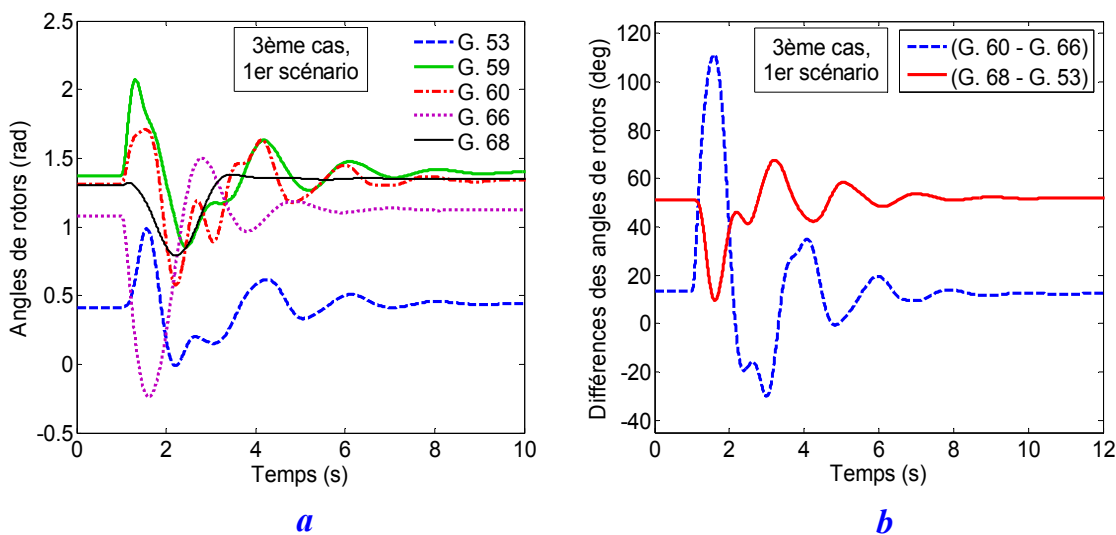 2.5
2
1.5
1
0.5
0
-0.5
Angles de rotors (rad)
3ème cas,
1er scénario
G. 53
G. 59
G. 60
G. 66
G. 68
0
2
4
6
8
10
Temps (s)
a
120
100
80
60
40
20
0
-20
-40
Différences des angles de rotors (deg)
3ème cas,
1er scénario
(G. 60 - G. 66)
(G. 68 - G. 53)
0
2
4
6
8
10
12
Temps (s)
b